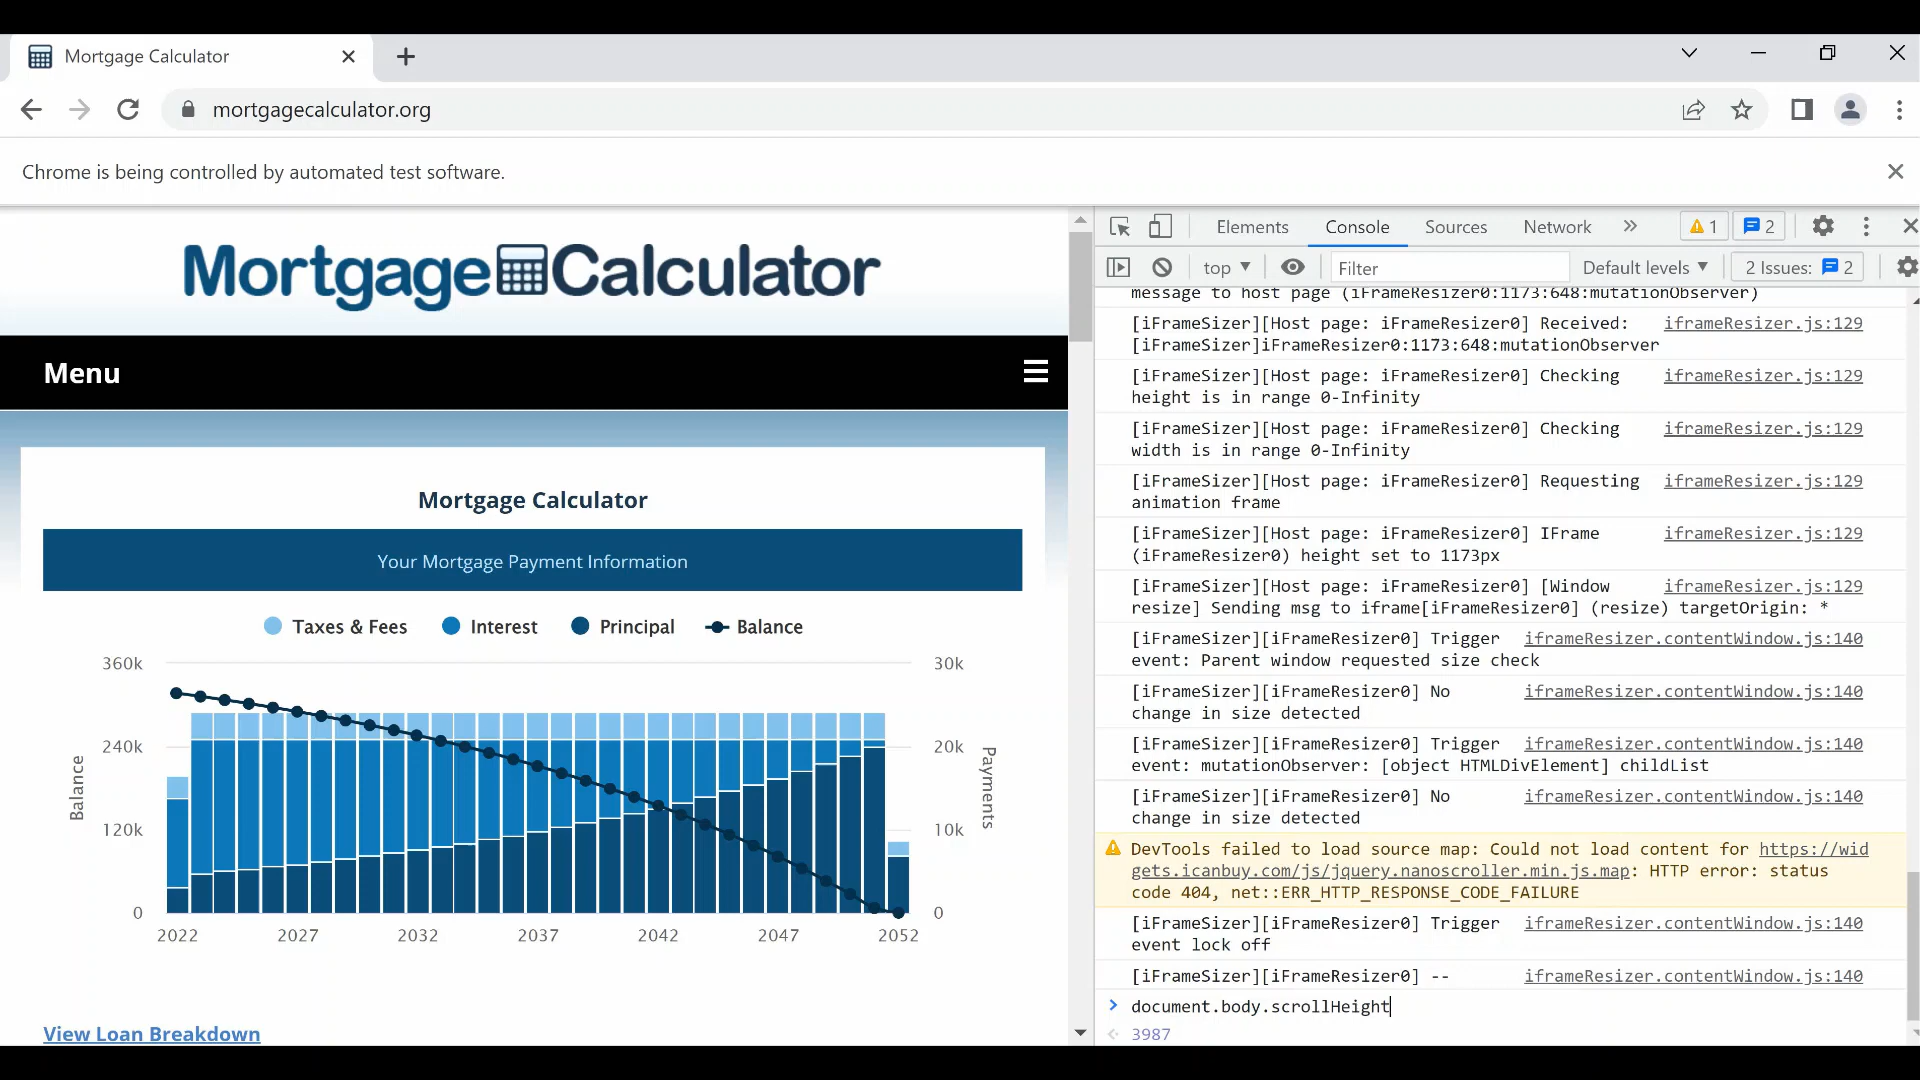 Mortgage Calculator
mortgagecalculator.org
Chrome is being controlled by automated test software.
MortgageCalculator
Menu
Mortgage Calculator
Your Mortgage Payment Information
Taxes & Fees Interest Principal Balance
360k 30k
240k 20k
120k 10k
0 0
Balance
Payments
2022 2027 2032 2037 2042 2047 2052
View Loan Breakdown
Elements Console Sources Network » 1 2
top Filter Default levels 2 Issues: 2
message to host page (iFrameResizer0:1173:648:mutationObserver)
[iFrameSizer][Host page: iFrameResizer0] Received: iframeResizer.js:129
[iFrameSizer]iFrameResizer0:1173:648:mutationObserver
[iFrameSizer][Host page: iFrameResizer0] Checking iframeResizer.js:129
height is in range 0-Infinity
[iFrameSizer][Host page: iFrameResizer0] Checking iframeResizer.js:129
width is in range 0-Infinity
[iFrameSizer][Host page: iFrameResizer0] Requesting iframeResizer.js:129
animation frame
[iFrameSizer][Host page: iFrameResizer0] IFrame iframeResizer.js:129
(iFrameResizer0) height set to 1173px
[iFrameSizer][Host page: iFrameResizer0] [Window iframeResizer.js:129
resize] Sending msg to iframe[iFrameResizer0] (resize) targetOrigin: *
[iFrameSizer][iFrameResizer0] Trigger iframeResizer.contentWindow.js:140
event: Parent window requested size check
[iFrameSizer][iFrameResizer0] No iframeResizer.contentWindow.js:140
change in size detected
[iFrameSizer][iFrameResizer0] Trigger iframeResizer.contentWindow.js:140
event: mutationObserver: [object HTMLDivElement] childList
[iFrameSizer][iFrameResizer0] No iframeResizer.contentWindow.js:140
change in size detected
DevTools failed to load source map: Could not load content for https://wid
gets.icanbuy.com/js/jquery.nanoscroller.min.js.map: HTTP error: status
code 404, net::ERR_HTTP_RESPONSE_CODE_FAILURE
[iFrameSizer][iFrameResizer0] Trigger iframeResizer.contentWindow.js:140
event lock off
[iFrameSizer][iFrameResizer0] -- iframeResizer.contentWindow.js:140
document.body.scrollHeight
3987